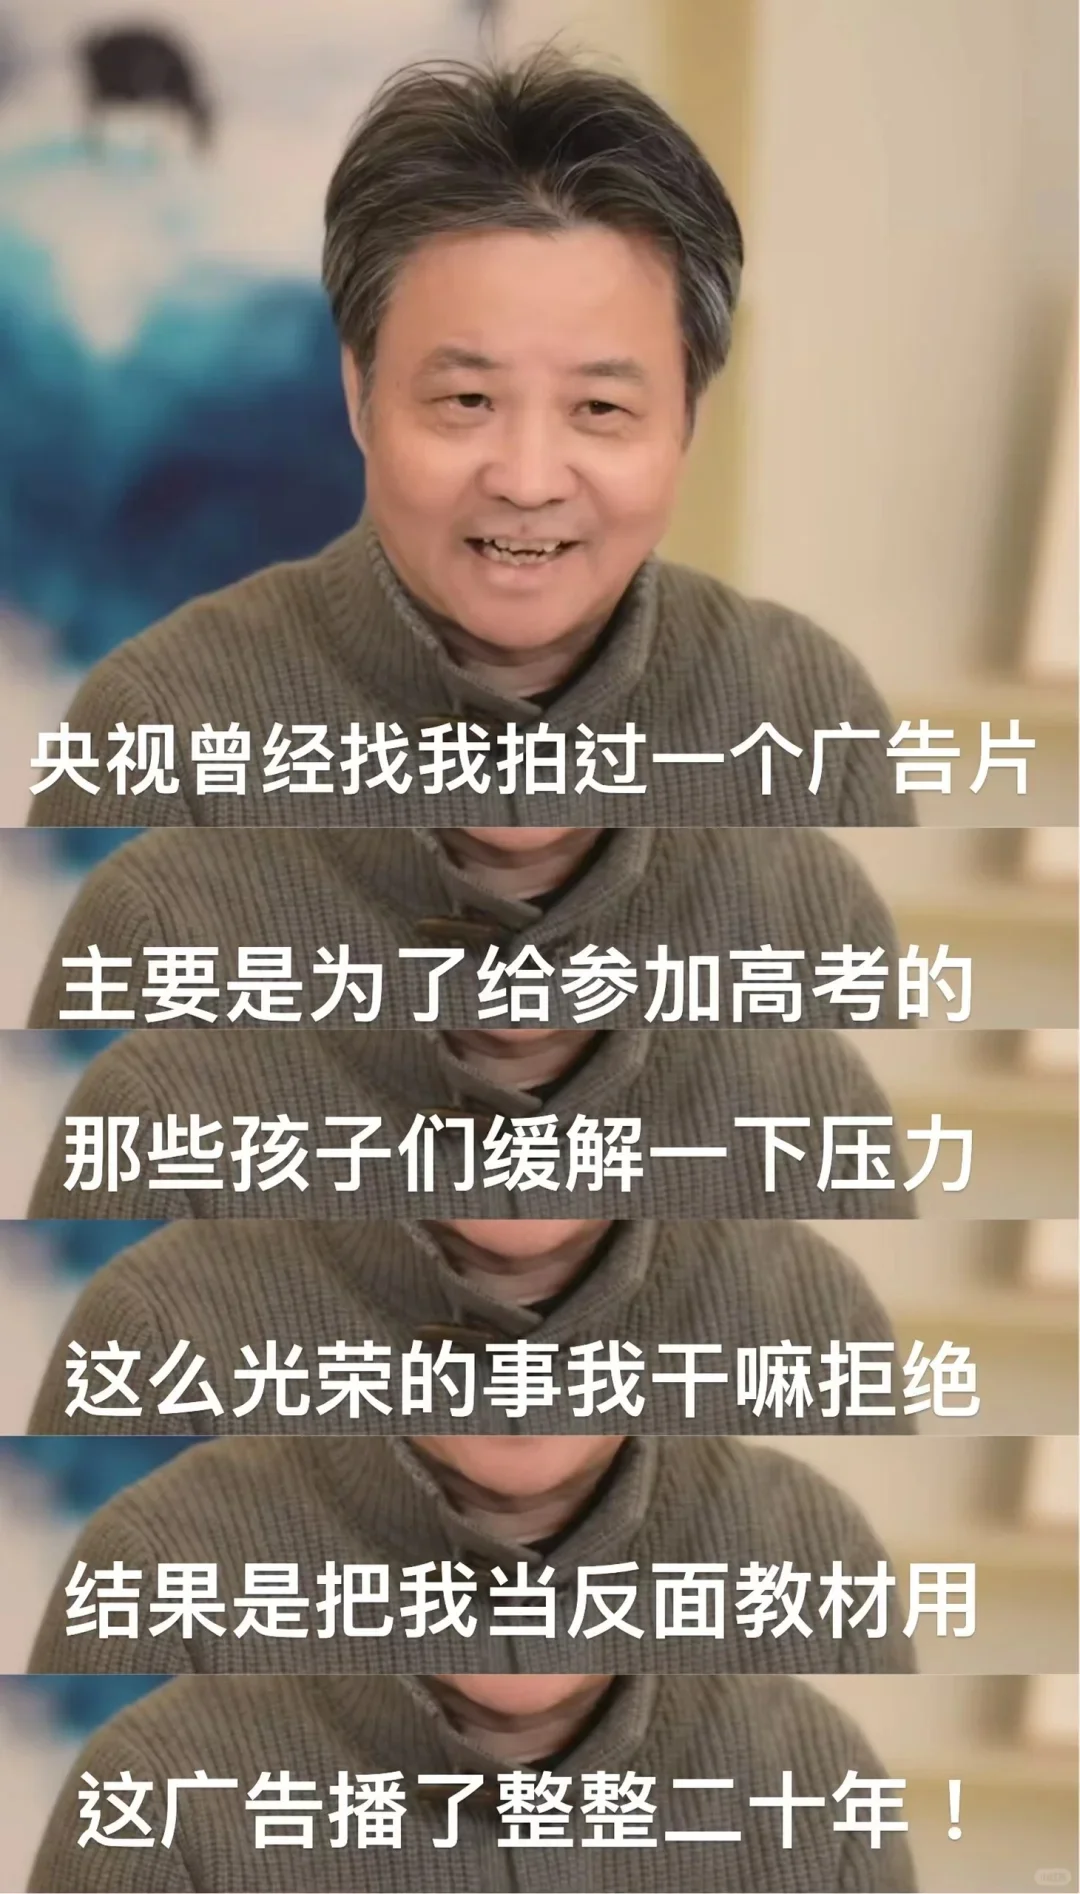 央视曾经找我拍过一个广告片
主要是为了给参加高考的
那些孩子们缓解一下压力
这么光荣的事我干嘛拒绝
结果是把我当反面教材用
这广告播了整整二十年！